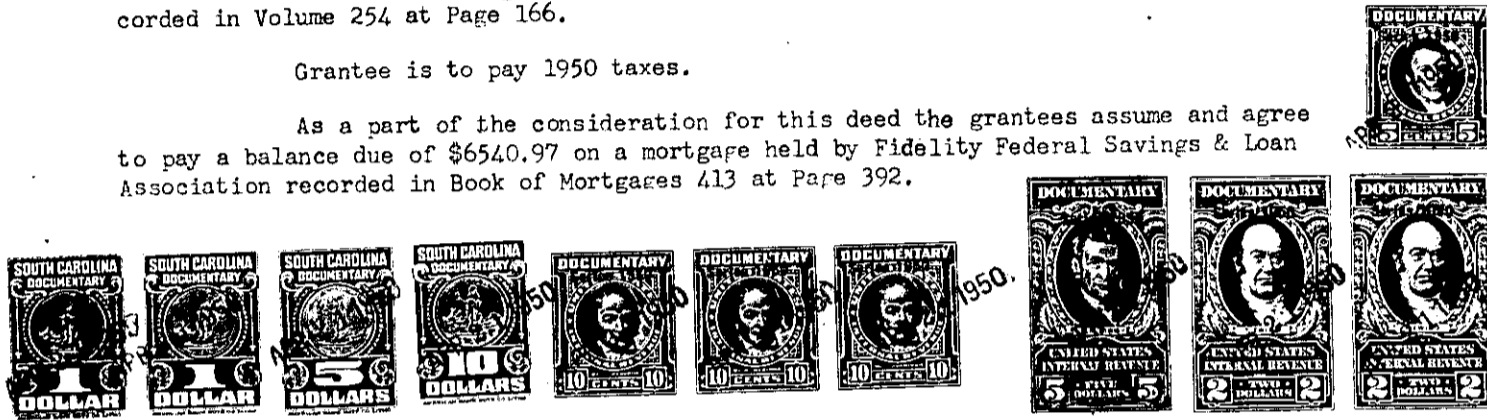 corded in Volume 254 at Page 166.
Grantee is to pay 1950 taxes.
As a part of the consideration for this deed the grantees assume and agree
to pay a balance due of $6540.97 on a mortgage held by Fidelity Federal Savings & Loan
Association recorded in Book of Mortgages 413 at Page 392.
DOCUMENTARY
5 CENTS 5
SOUTH CAROLINA
DOCUMENTARY
1
DOLLAR
SOUTH CAROLINA
DOCUMENTARY
1
DOLLAR
SOUTH CAROLINA
DOCUMENTARY
5
DOLLARS
SOUTH CAROLINA
DOCUMENTARY
10
DOLLARS
DOCUMENTARY
10 CENTS 10
DOCUMENTARY
10 CENTS 10
DOCUMENTARY
10 CENTS 10
1950.
DOCUMENTARY
UNITED STATES
INTERNAL REVENUE
5 FIVE DOLLARS 5
DOCUMENTARY
UNITED STATES
INTERNAL REVENUE
2 TWO DOLLARS 2
DOCUMENTARY
UNITED STATES
INTERNAL REVENUE
2 TWO DOLLARS 2